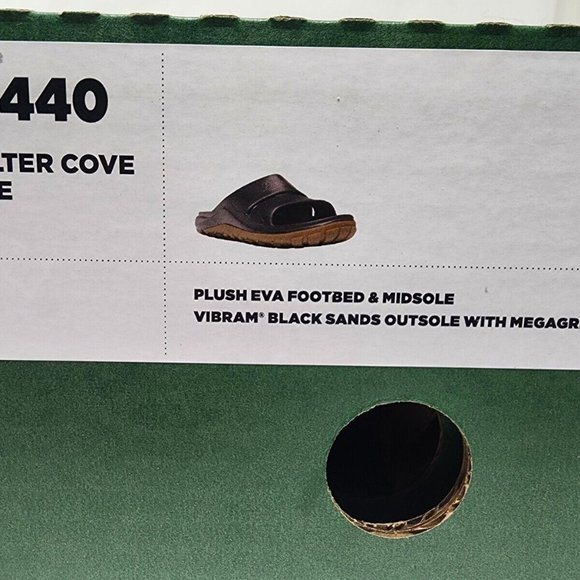 440
LTER COVE
E
PLUSH EVA FOOTBED & MIDSOLE
VIBRAM® BLACK SANDS OUTSOLE WITH MEGAGR